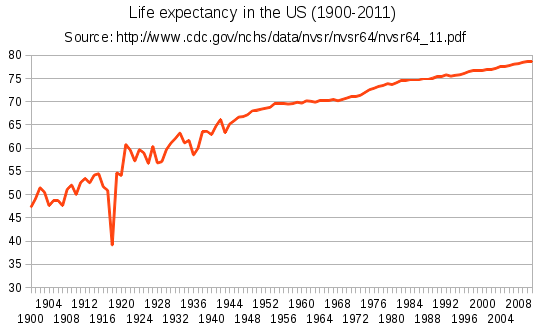 Life expectancy in the US (1900-2011)
Source: http://www.cdc.gov/nchs/data/nvsr/nvsr64/nvsr64_11.pdf
80
75
70
65
60
55
50
45
40
35
30
1904 1912 1920 1928 1936 1944 1952 1960 1968 1976 1984 1992 2000 2008
1900 1908 1916 1924 1932 1940 1948 1956 1964 1972 1980 1988 1996 2004